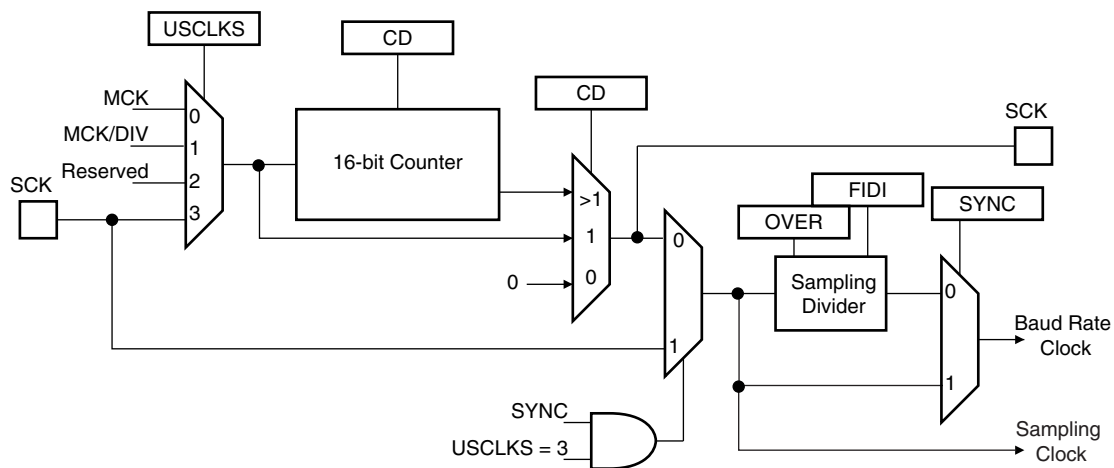 USCLKS
CD
CD
MCK
MCK/DIV
Reserved
SCK
0
1
2
3
16-bit Counter
>1
1
0
0
SCK
FIDI
OVER
SYNC
0
1
Sampling
Divider
0
1
Baud Rate
Clock
SYNC
USCLKS = 3
Sampling
Clock